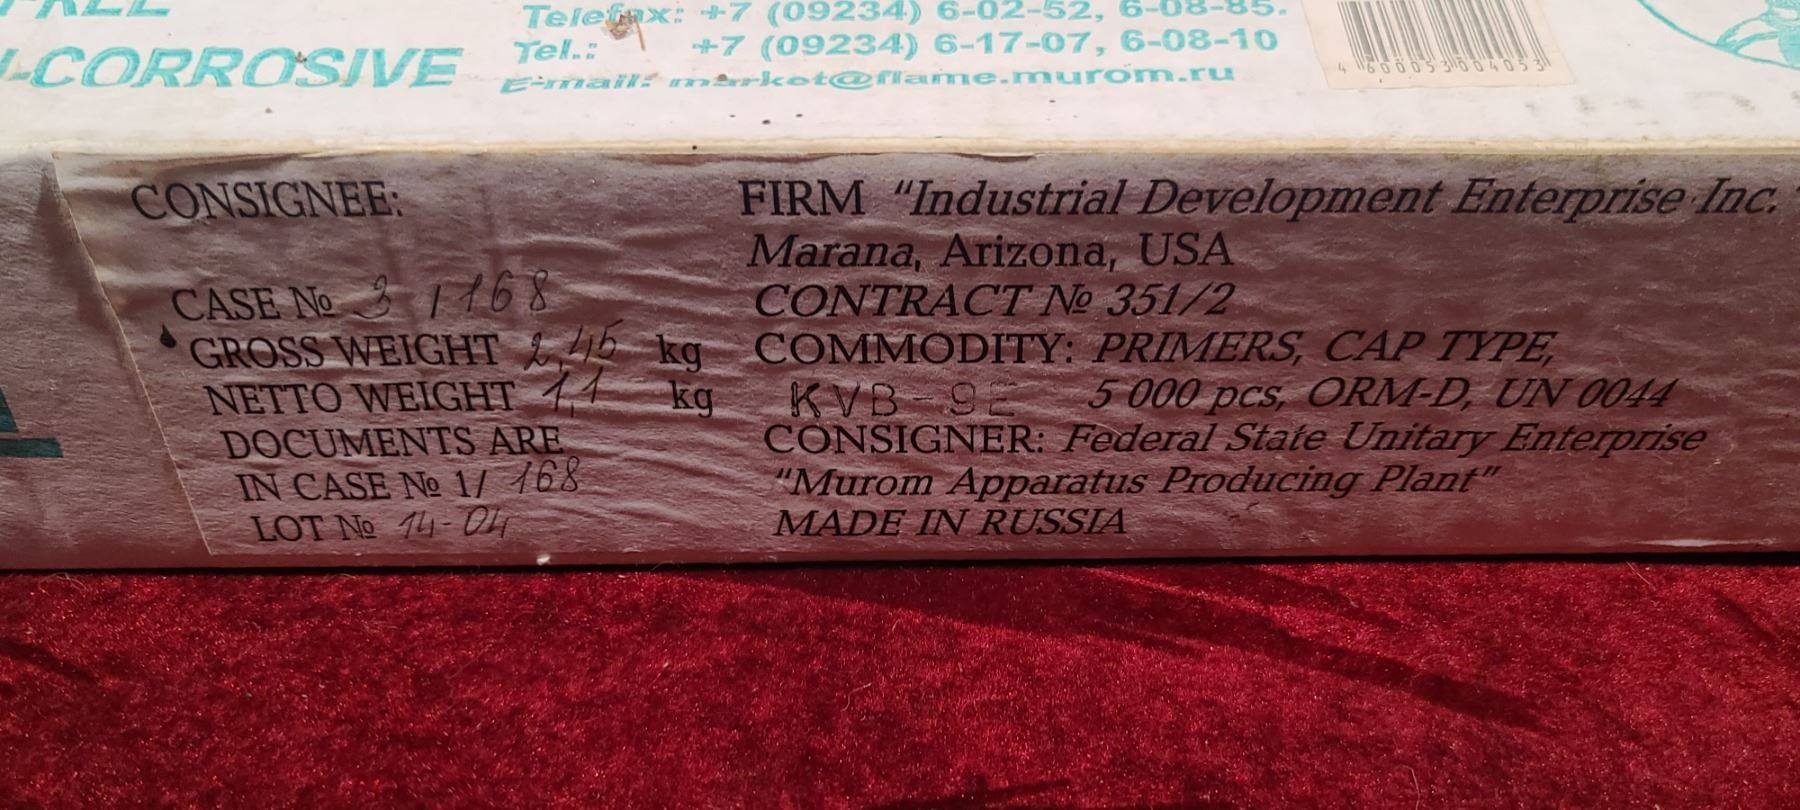 Telefax: +7 (09234) 6-02-52, 6-08-85.
-CORROSIVE
Tel.: +7 (09234) 6-17-07, 6-08-10
E-mail: market@flame.murom.ru
4 600053 004053
CONSIGNEE: FIRM "Industrial Development Enterprise Inc."
Marana, Arizona, USA
CASE № 3 / 168 CONTRACT № 351/2
GROSS WEIGHT 2,45 kg COMMODITY: PRIMERS, CAP TYPE,
NETTO WEIGHT 1,1 kg KVB-9E 5 000 pcs, ORM-D, UN 0044
DOCUMENTS ARE CONSIGNER: Federal State Unitary Enterprise
IN CASE № 1/ 168 "Murom Apparatus Producing Plant"
LOT № 14-04 MADE IN RUSSIA